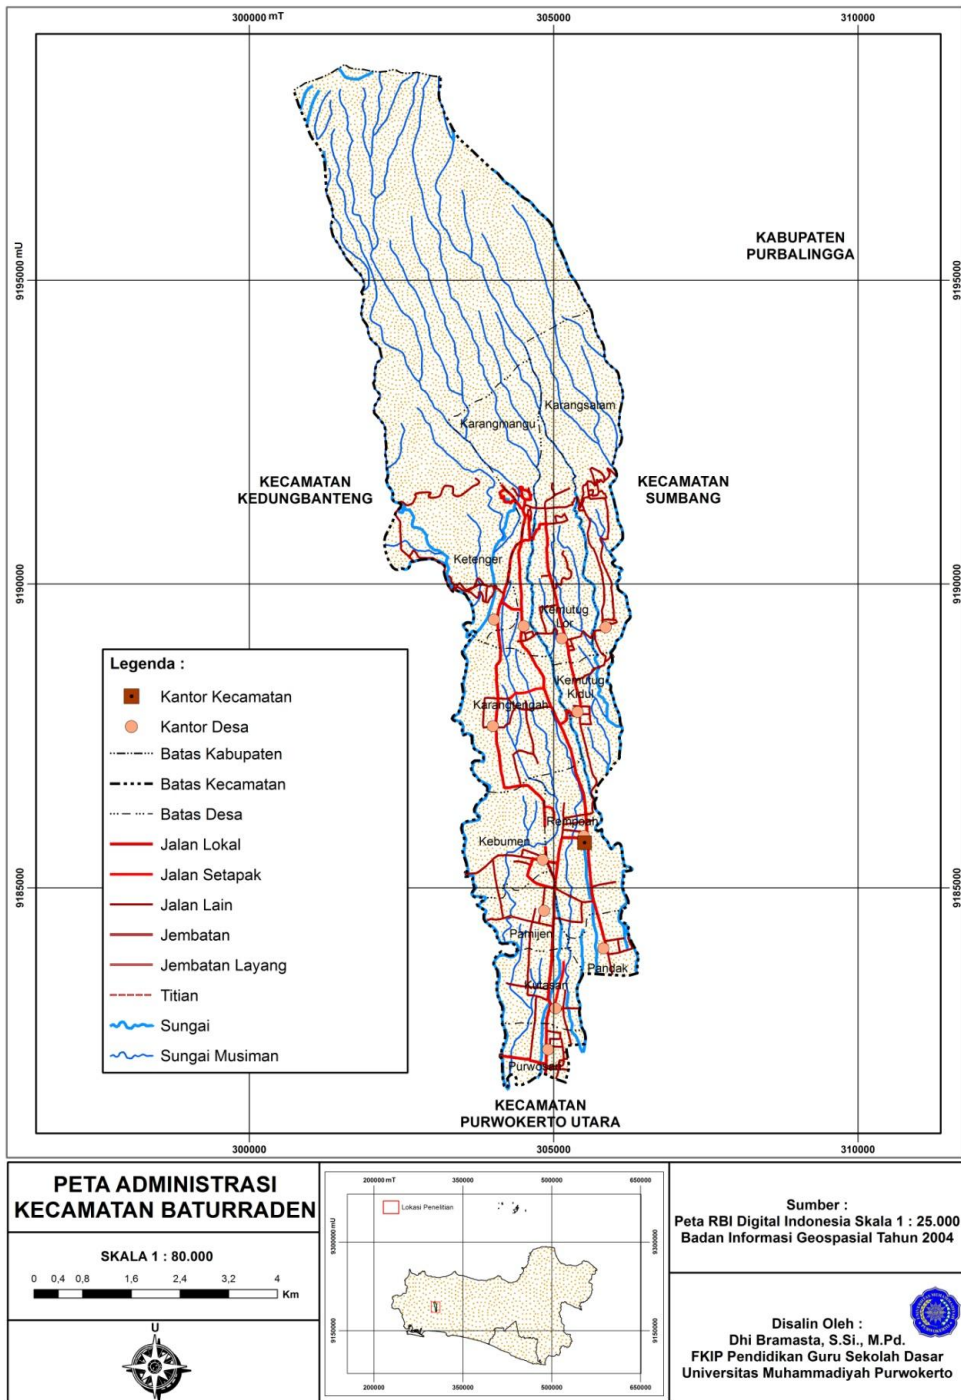 300000 mT
305000
310000
9195000 mU
9195000
KABUPATEN
PURBALINGGA
Karangsalam
Karangmangu
KECAMATAN
KEDUNGBANTENG
KECAMATAN
SUMBANG
Ketenger
9190000
9190000
Kemutug
Lor
Legenda :
Kantor Kecamatan
Kantor Desa
Batas Kabupaten
Batas Kecamatan
Batas Desa
Jalan Lokal
Jalan Setapak
Jalan Lain
Jembatan
Jembatan Layang
Titian
Sungai
Sungai Musiman
Kemutug
Kidul
Karangtengah
Rempoah
Kebumen
9185000
9185000
Pamijen
Pandak
Kutasari
Purwosari
KECAMATAN
PURWOKERTO UTARA
300000
305000
310000
PETA ADMINISTRASI
KECAMATAN BATURRADEN
SKALA 1 : 80.000
0 0,4 0,8 1,6 2,4 3,2 4
Km
U
200000 mT
350000
500000
650000
Lokasi Penelitian
9300000 mU
9300000
9150000
9150000
200000
350000
500000
650000
Sumber :
Peta RBI Digital Indonesia Skala 1 : 25.000
Badan Informasi Geospasial Tahun 2004
Disalin Oleh :
Dhi Bramasta, S.Si., M.Pd.
FKIP Pendidikan Guru Sekolah Dasar
Universitas Muhammadiyah Purwokerto